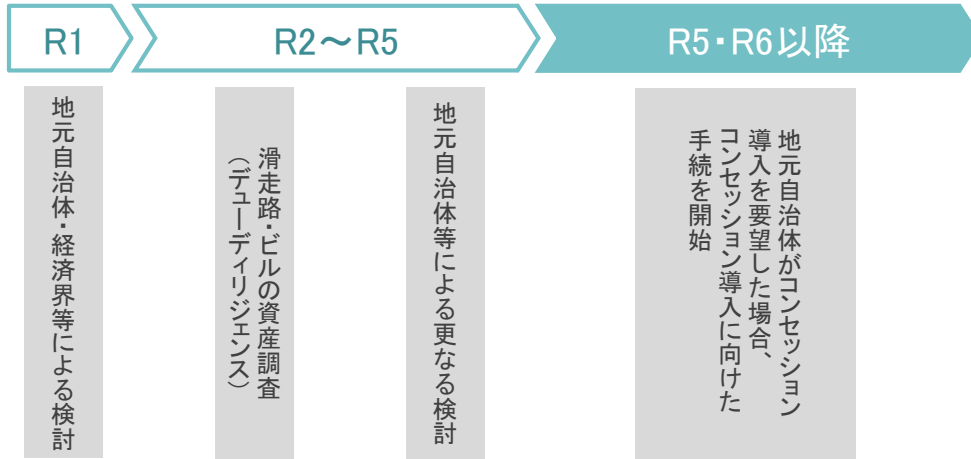 R1
R2～R5
R5・R6以降
地元自治体・経済界等による検討
滑走路・ビルの資産調査
（デューディリジェンス）
地元自治体等による更なる検討
地元自治体がコンセッション
導入を要望した場合、
コンセッション導入に向けた
手続を開始